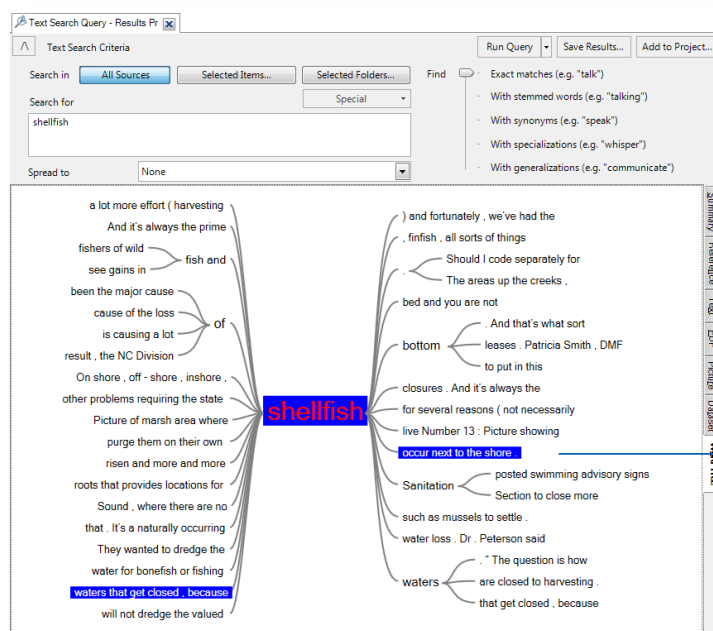 Text Search Query - Results Pr
Text Search Criteria
Run Query
Save Results...
Add to Project...
Search in
All Sources
Selected Items...
Selected Folders...
Find
Exact matches (e.g. "talk")
Search for
Special
With stemmed words (e.g. "talking")
shellfish
With synonyms (e.g. "speak")
With specializations (e.g. "whisper")
Spread to
None
With generalizations (e.g. "communicate")
a lot more effort ( harvesting
And it's always the prime
fishers of wild
see gains in
fish and
been the major cause
cause of the loss
is causing a lot
result , the NC Division
of
On shore , off - shore , inshore ,
other problems requiring the state
Picture of marsh area where
purge them on their own
risen and more and more
roots that provides locations for
Sound , where there are no
that . It's a naturally occurring
They wanted to dredge the
water for bonefish or fishing
waters that get closed , because
will not dredge the valued
shellfish
) and fortunately , we've had the
, finfish , all sorts of things
.
Should I code separately for
The areas up the creeks ,
bed and you are not
bottom
. And that's what sort
leases . Patricia Smith , DMF
to put in this
closures . And it's always the
for several reasons ( not necessarily
live Number 13 : Picture showing
occur next to the shore .
Sanitation
posted swimming advisory signs
Section to close more
such as mussels to settle .
water loss . Dr . Peterson said
waters
. " The question is how
are closed to harvesting .
that get closed , because
Summary
Reference